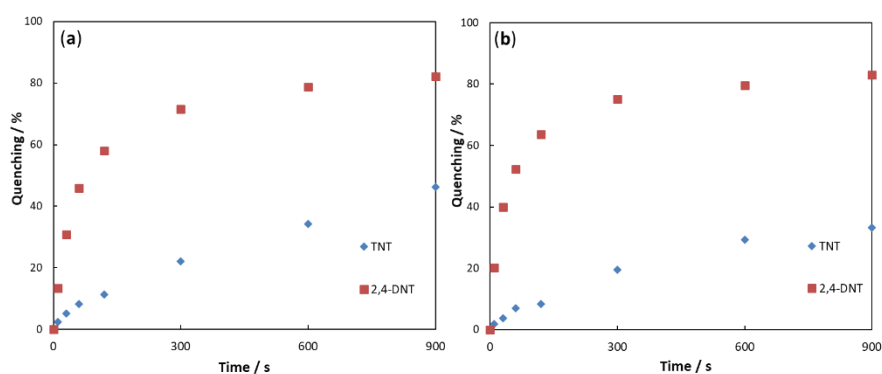 (a)
Quenching / %
100
80
60
40
20
0
TNT
2,4-DNT
0 300 600 900
Time / s
(b)
Quenching / %
100
80
60
40
20
0
TNT
2,4-DNT
0 300 600 900
Time / s